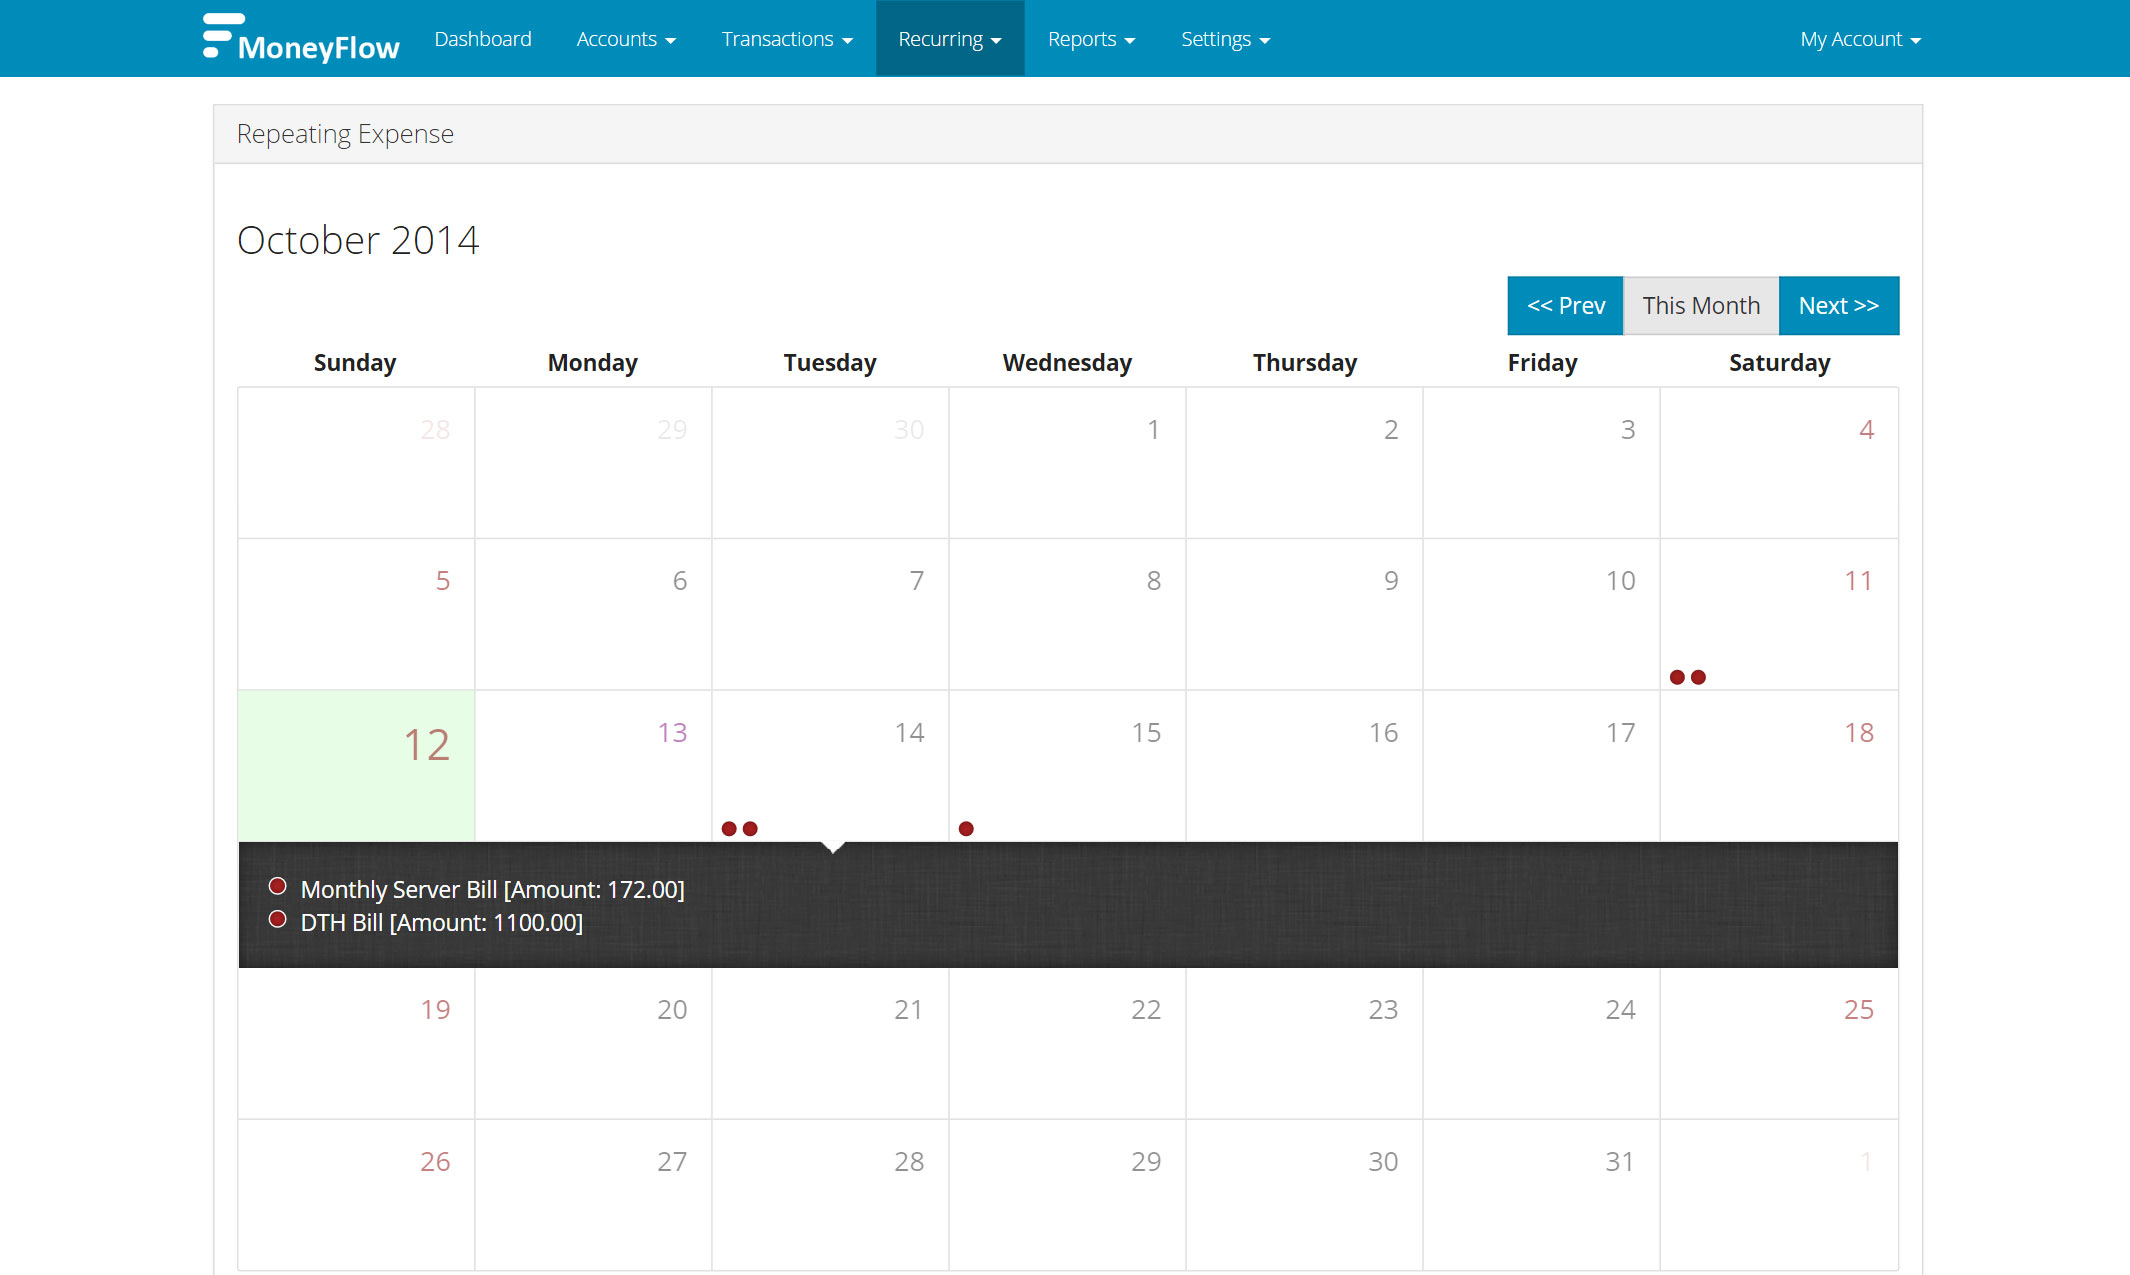 MoneyFlow Dashboard Accounts Transactions Recurring Reports Settings My Account
Repeating Expense
October 2014
<< Prev This Month Next >>
Sunday Monday Tuesday Wednesday Thursday Friday Saturday
28 29 30 1 2 3 4
5 6 7 8 9 10 11
12 13 14 15 16 17 18
Monthly Server Bill [Amount: 172.00]
DTH Bill [Amount: 1100.00]
19 20 21 22 23 24 25
26 27 28 29 30 31 1